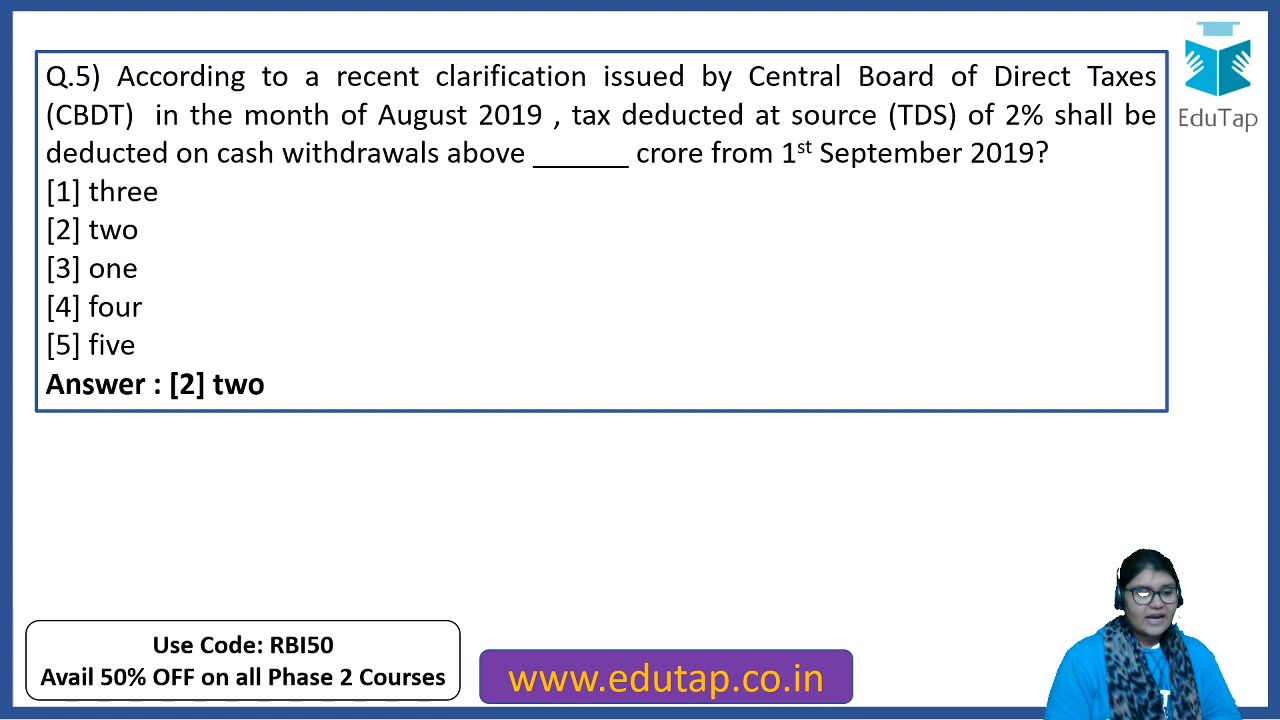 Q.5) According to a recent clarification issued by Central Board of Direct Taxes
(CBDT) in the month of August 2019 , tax deducted at source (TDS) of 2% shall be
deducted on cash withdrawals above ______ crore from 1st September 2019?
[1] three
[2] two
[3] one
[4] four
[5] five
Answer : [2] two
EduTap
Use Code: RBI50
Avail 50% OFF on all Phase 2 Courses
www.edutap.co.in